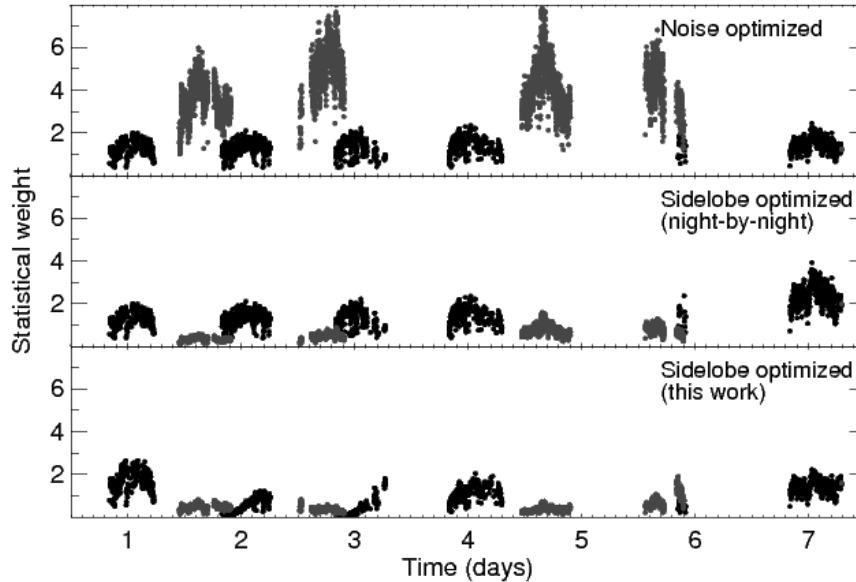 Noise optimized
6
4
2
Sidelobe optimized
(night-by-night)
6
4
2
Sidelobe optimized
(this work)
6
4
2
Statistical weight
1 2 3 4 5 6 7
Time (days)